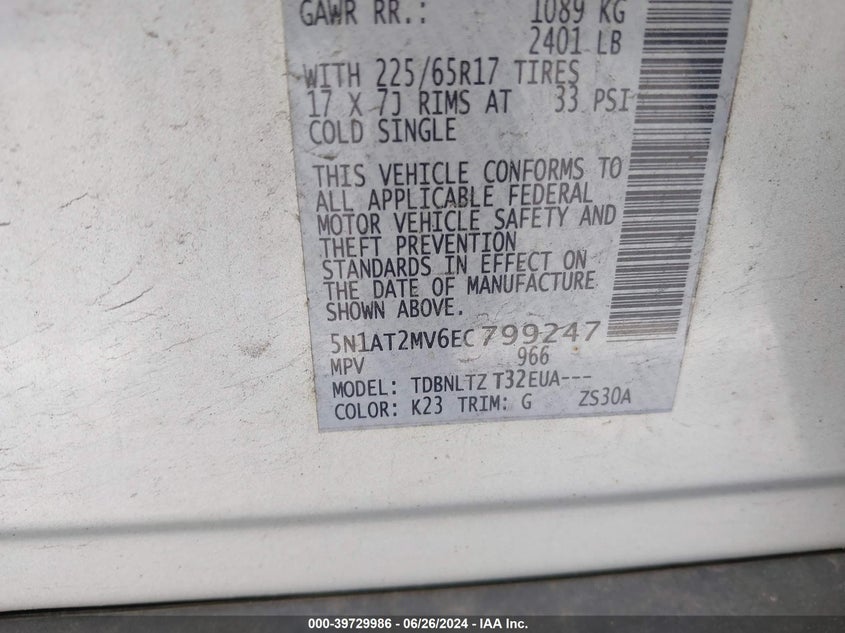 GAWR RR.: 1089 KG
2401 LB
WITH 225/65R17 TIRES
17 X 7J RIMS AT 33 PSI
COLD SINGLE
THIS VEHICLE CONFORMS TO
ALL APPLICABLE FEDERAL
MOTOR VEHICLE SAFETY AND
THEFT PREVENTION
STANDARDS IN EFFECT ON
THE DATE OF MANUFACTURE
SHOWN ABOVE.
5N1AT2MV6EC799247
MPV 966
MODEL: TDBNLTZ T32EUA---
COLOR: K23 TRIM: G ZS30A
000-39729986 - 06/26/2024 - IAA Inc.